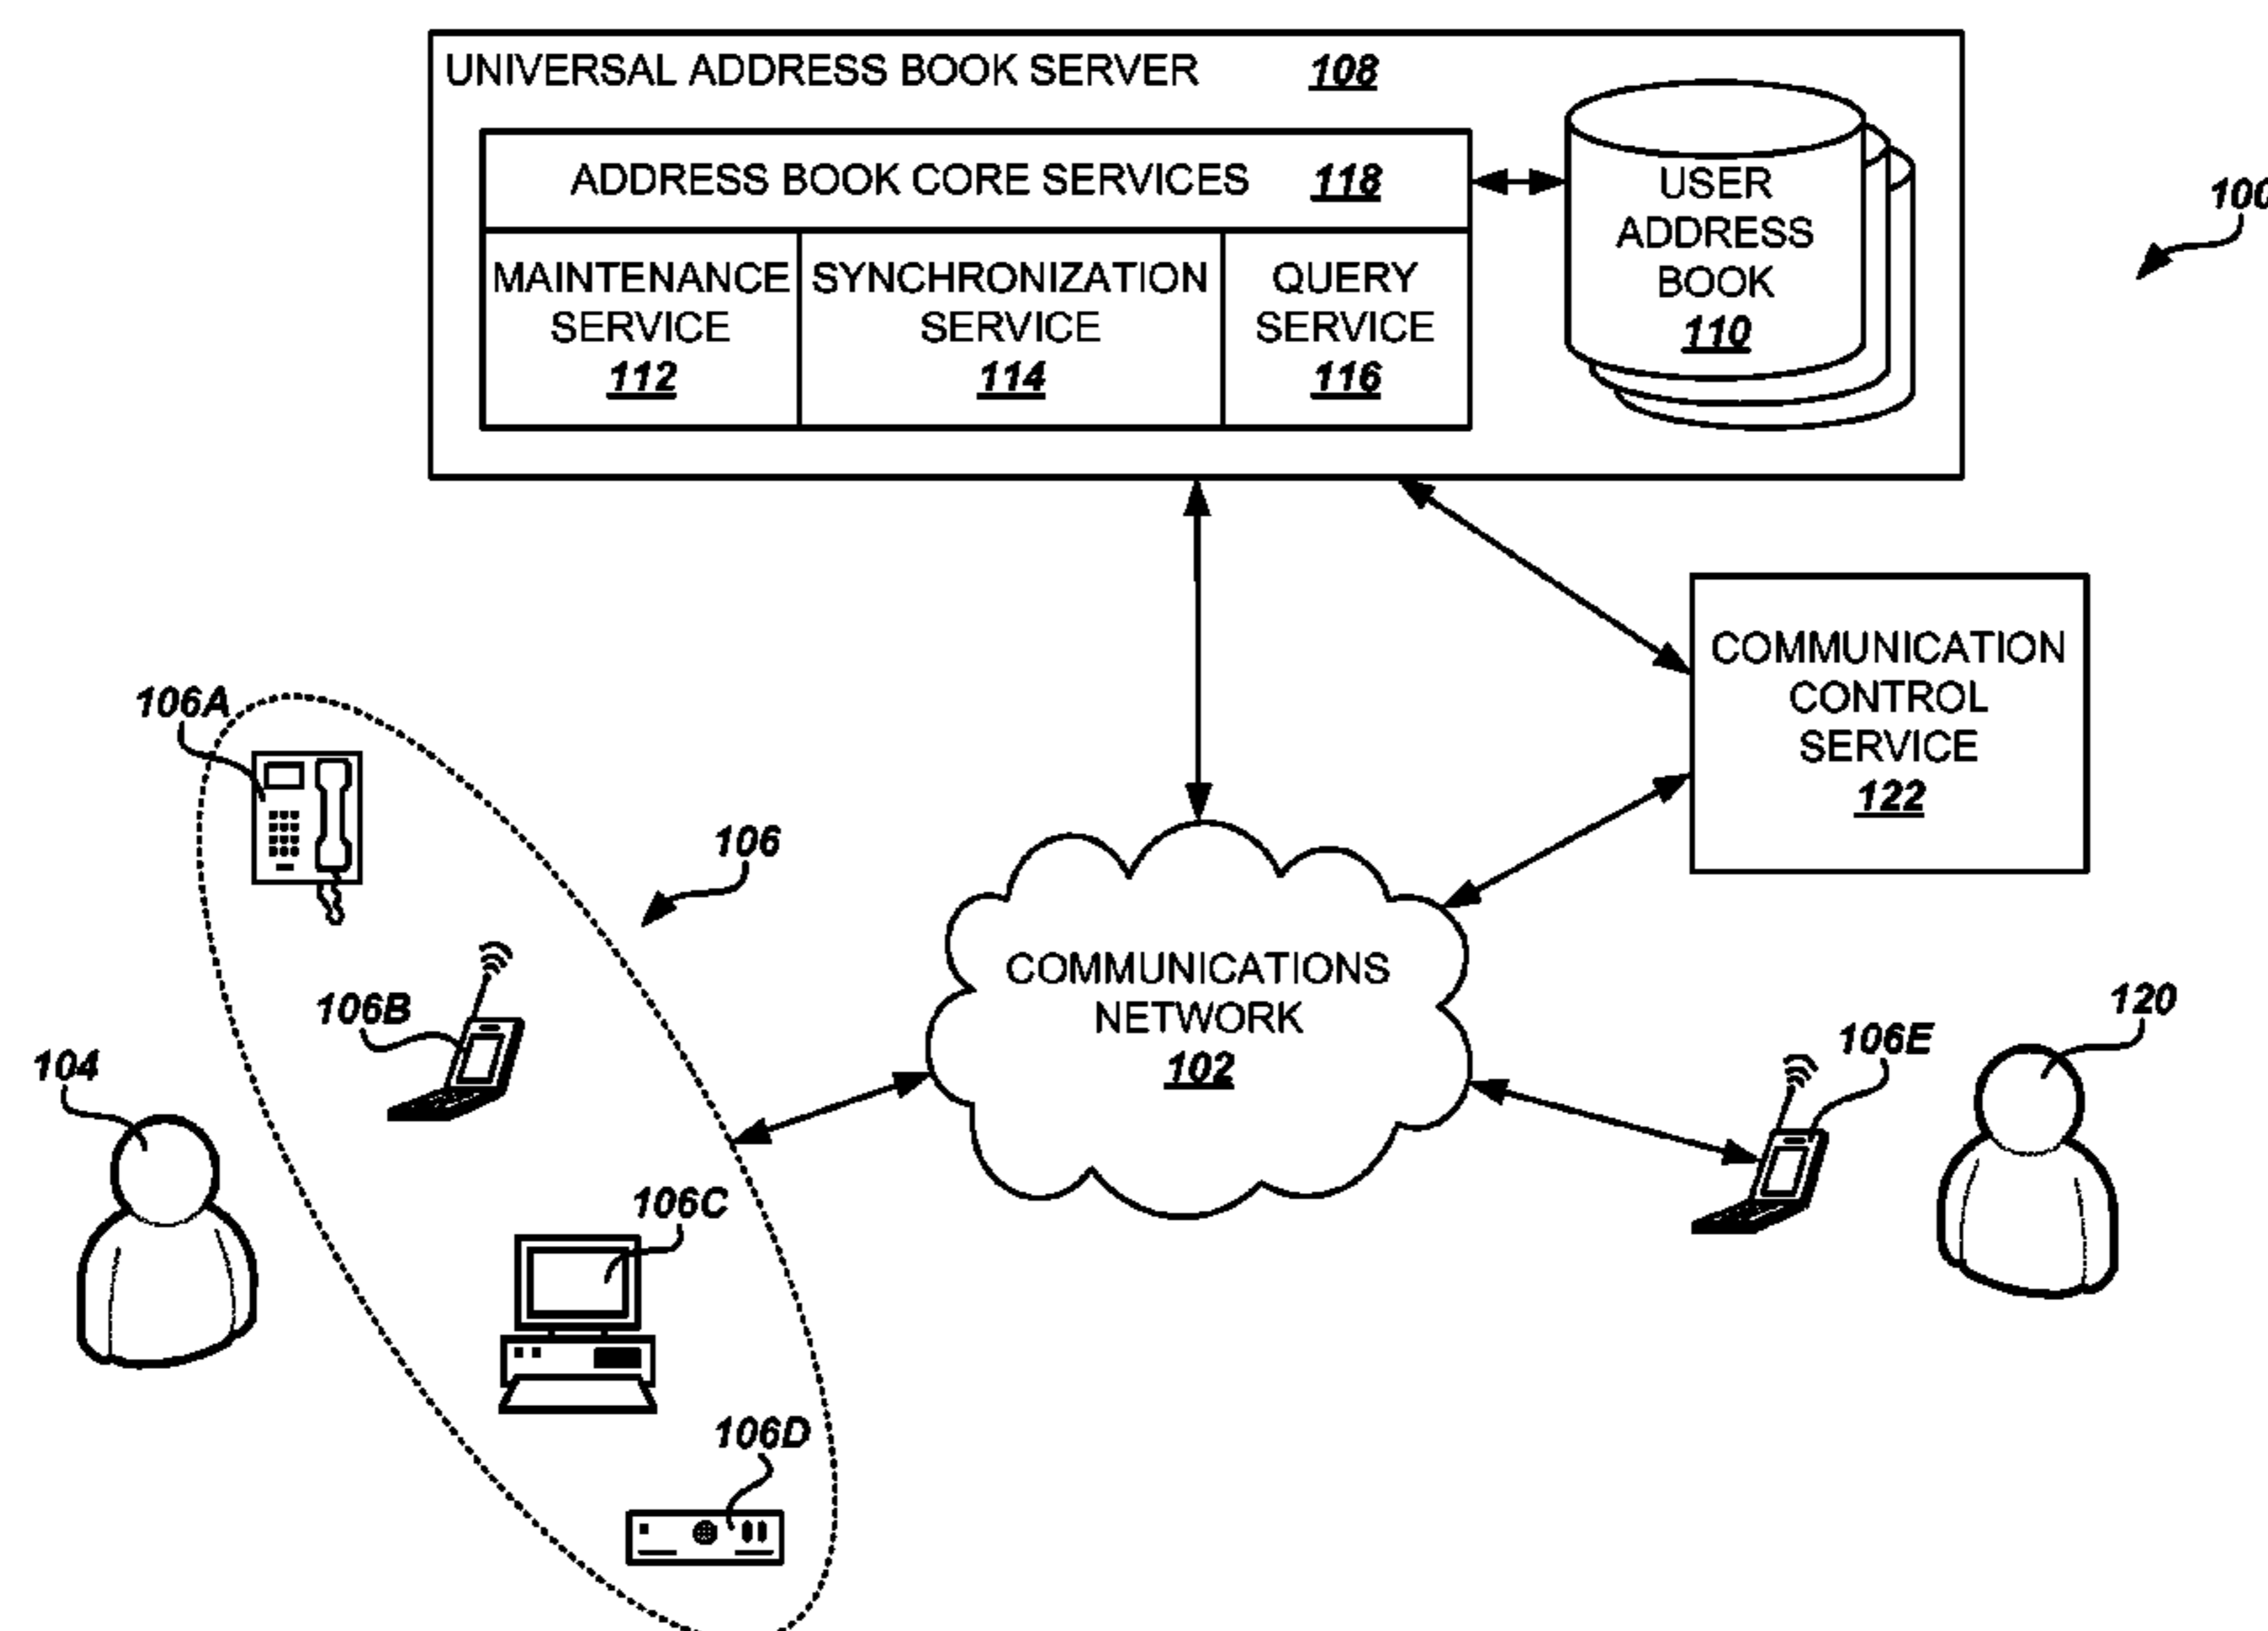 UNIVERSAL ADDRESS BOOK SERVER 108
ADDRESS BOOK CORE SERVICES 118
MAINTENANCE
SERVICE
112
SYNCHRONIZATION
SERVICE
114
QUERY
SERVICE
116
USER
ADDRESS
BOOK
110
100
COMMUNICATION
CONTROL
SERVICE
122
106A
106
106B
104
COMMUNICATIONS
NETWORK
102
106E
120
106C
106D